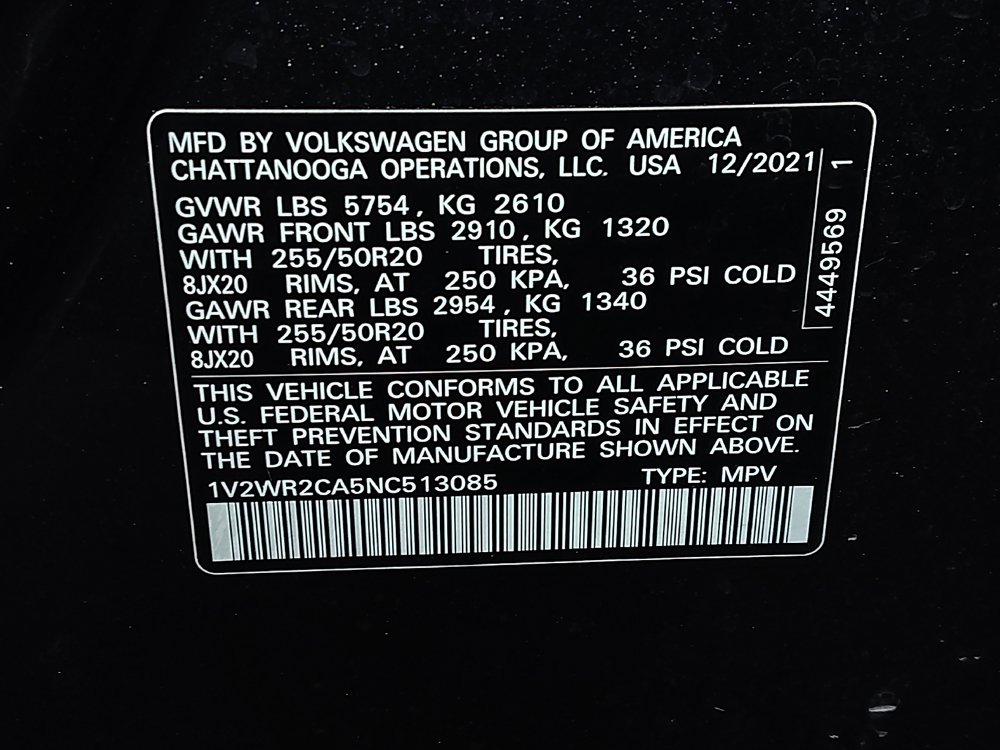 MFD BY VOLKSWAGEN GROUP OF AMERICA
CHATTANOOGA OPERATIONS, LLC. USA 12/2021
GVWR LBS 5754, KG 2610
GAWR FRONT LBS 2910, KG 1320
WITH 255/50R20 TIRES,
8JX20 RIMS, AT 250 KPA, 36 PSI COLD
GAWR REAR LBS 2954, KG 1340
WITH 255/50R20 TIRES,
8JX20 RIMS, AT 250 KPA, 36 PSI COLD
4449569 1
THIS VEHICLE CONFORMS TO ALL APPLICABLE
U.S. FEDERAL MOTOR VEHICLE SAFETY AND
THEFT PREVENTION STANDARDS IN EFFECT ON
THE DATE OF MANUFACTURE SHOWN ABOVE.
1V2WR2CA5NC513085 TYPE: MPV